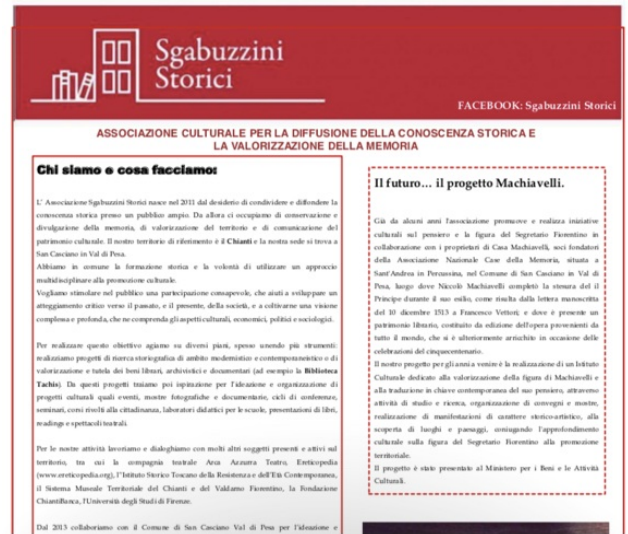 Sgabuzzini
Storici
FACEBOOK: Sgabuzzini Storici
ASSOCIAZIONE CULTURALE PER LA DIFFUSIONE DELLA CONOSCENZA STORICA E
LA VALORIZZAZIONE DELLA MEMORIA
Chi siamo e cosa facciamo:
L' Associazione Sgabuzzini Storici nasce nel 2011 dal desiderio di condividere e diffondere la
conoscenza storica presso un pubblico ampio. Da allora ci occupiamo di conservazione e
divulgazione della memoria, di valorizzazione del territorio e di comunicazione del
patrimonio culturale. Il nostro territorio di riferimento è il Chianti e la nostra sede si trova a
San Casciano in Val di Pesa.
Abbiamo in comune la formazione storica e la volontà di utilizzare un approccio
multidisciplinare alla promozione culturale.
Vogliamo stimolare nel pubblico una partecipazione consapevole, che aiuti a sviluppare un
atteggiamento critico verso il passato, e il presente, della società, e a coltivarne una visione
complessa e profonda, che ne comprenda gli aspetti culturali, economici, politici e sociologici.
Per realizzare questo obiettivo agiamo su diversi piani, spesso unendo più strumenti:
realizziamo progetti di ricerca storiografica di ambito modernistico e contemporaneistico o di
valorizzazione e tutela dei beni librari, archivistici e documentari (ad esempio la Biblioteca
Tachis). Da questi progetti traiamo poi ispirazione per l'ideazione e organizzazione di
progetti culturali quali eventi, mostre fotografiche e documentarie, cicli di conferenze,
seminari, corsi rivolti alla cittadinanza, laboratori didattici per le scuole, presentazioni di libri,
readings e spettacoli teatrali.
Per le nostre attività lavoriamo e dialoghiamo con molti altri soggetti presenti e attivi sul
territorio, tra cui la compagnia teatrale Arca Azzurra Teatro, Ereticopedia
(www.ereticopedia.org), l'Istituto Storico Toscano della Resistenza e dell'Età Contemporanea,
il Sistema Museale Territoriale del Chianti e del Valdarno Fiorentino, la Fondazione
ChiantiBanca, l'Università degli Studi di Firenze.
Dal 2013 collaboriamo con il Comune di San Casciano Val di Pesa per l'ideazione e
Il futuro... il progetto Machiavelli.
Già da alcuni anni l'associazione promuove e realizza iniziative
culturali sul pensiero e la figura del Segretario Fiorentino in
collaborazione con i proprietari di Casa Machiavelli, soci fondatori
della Associazione Nazionale Case della Memoria, situata a
Sant'Andrea in Percussina, nel Comune di San Casciano in Val di
Pesa, luogo dove Niccolò Machiavelli completò la stesura del il
Principe durante il suo esilio, come risulta dalla lettera manoscritta
del 10 dicembre 1513 a Francesco Vettori; e dove è presente un
patrimonio librario, costituito da edizione dell'opera provenienti da
tutto il mondo, che si è ulteriormente arricchito in occasione delle
celebrazioni del cinquecentenario.
Il nostro progetto per gli anni a venire è la realizzazione di un Istituto
Culturale dedicato alla valorizzazione della figura di Machiavelli e
alla traduzione in chiave contemporanea del suo pensiero, attraverso
attività di studio e ricerca, organizzazione di convegni e mostre,
realizzazione di manifestazioni di carattere storico-artistico, alla
scoperta di luoghi e paesaggi, coniugando l'approfondimento
culturale sulla figura del Segretario Fiorentino alla promozione
territoriale.
Il progetto è stato presentato al Ministero per i Beni e le Attività
Culturali.